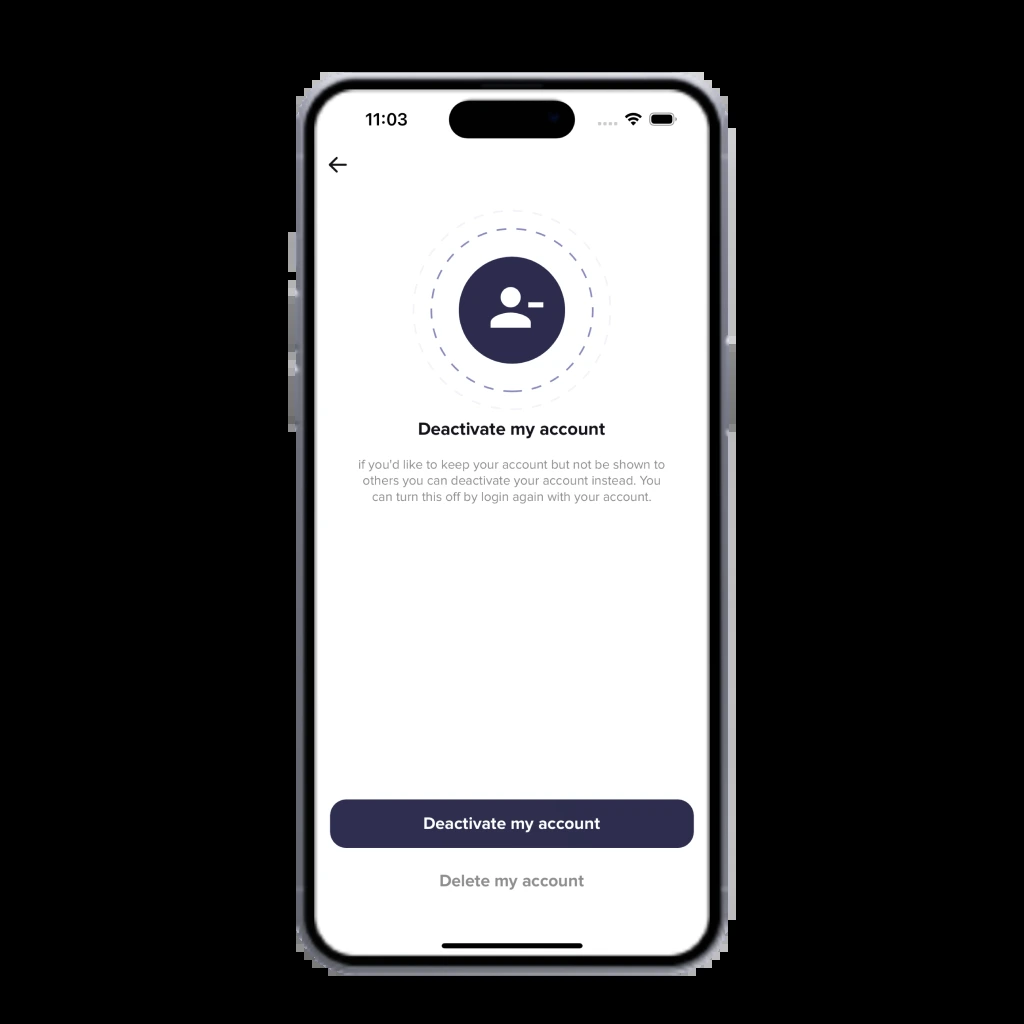 11:03
Deactivate my account
if you'd like to keep your account but not be shown to
others you can deactivate your account instead. You
can turn this off by login again with your account.
Deactivate my account
Delete my account